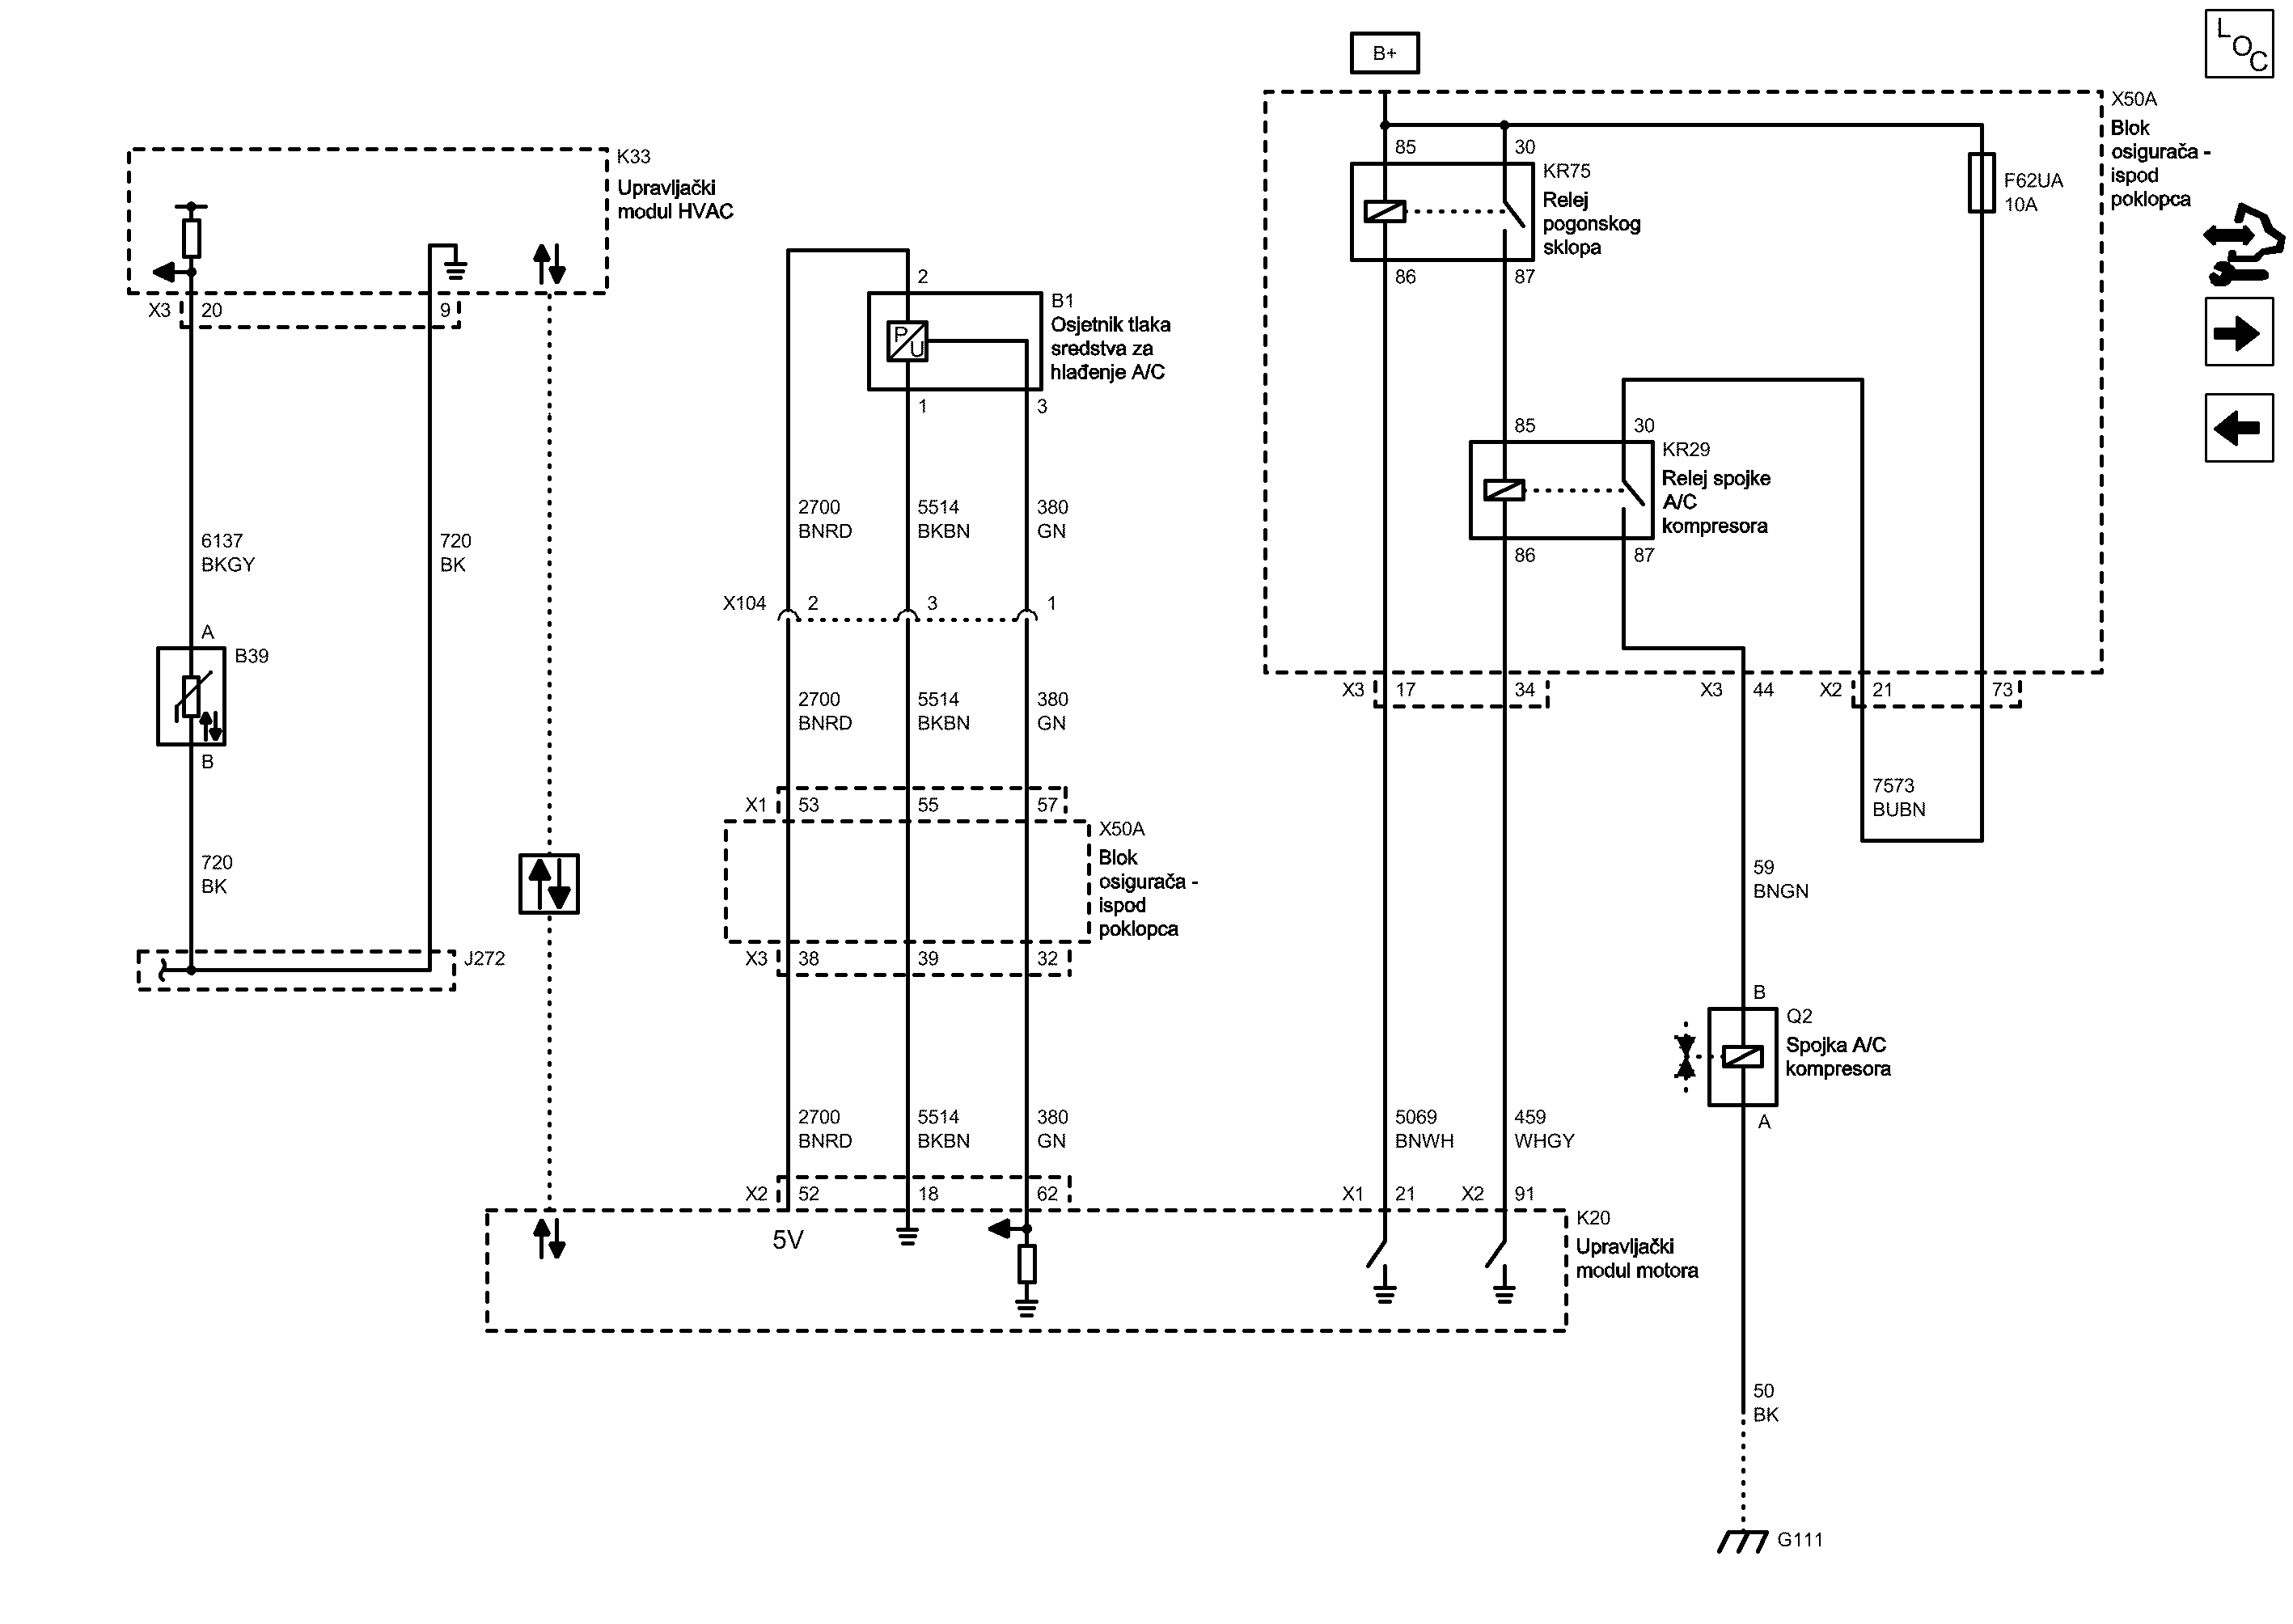 B+
LOC
X50A
Blok
osigurača -
ispod
poklopca
85
30
KR75
Relej
pogonskog
sklopa
86
87
F62UA
10A
K33
Upravljački
modul HVAC
X3
20
9
2
B1
Osjetnik tlaka
sredstva za
hlađenje A/C
P
U
1
3
85
30
KR29
Relej spojke
A/C
kompresora
86
87
6137
BKGY
720
BK
2700
BNRD
5514
BKBN
380
GN
X104
2
3
1
A
B39
B
2700
BNRD
5514
BKBN
380
GN
X3
17
34
X3
44
X2
21
73
7573
BUBN
X1
53
55
57
X50A
Blok
osigurača -
ispod
poklopca
X3
38
39
32
720
BK
J272
59
BNGN
B
Q2
Spojka A/C
kompresora
A
2700
BNRD
5514
BKBN
380
GN
5069
BNWH
459
WHGY
X2
52
18
62
X1
21
X2
91
5V
K20
Upravljački
modul motora
50
BK
G111